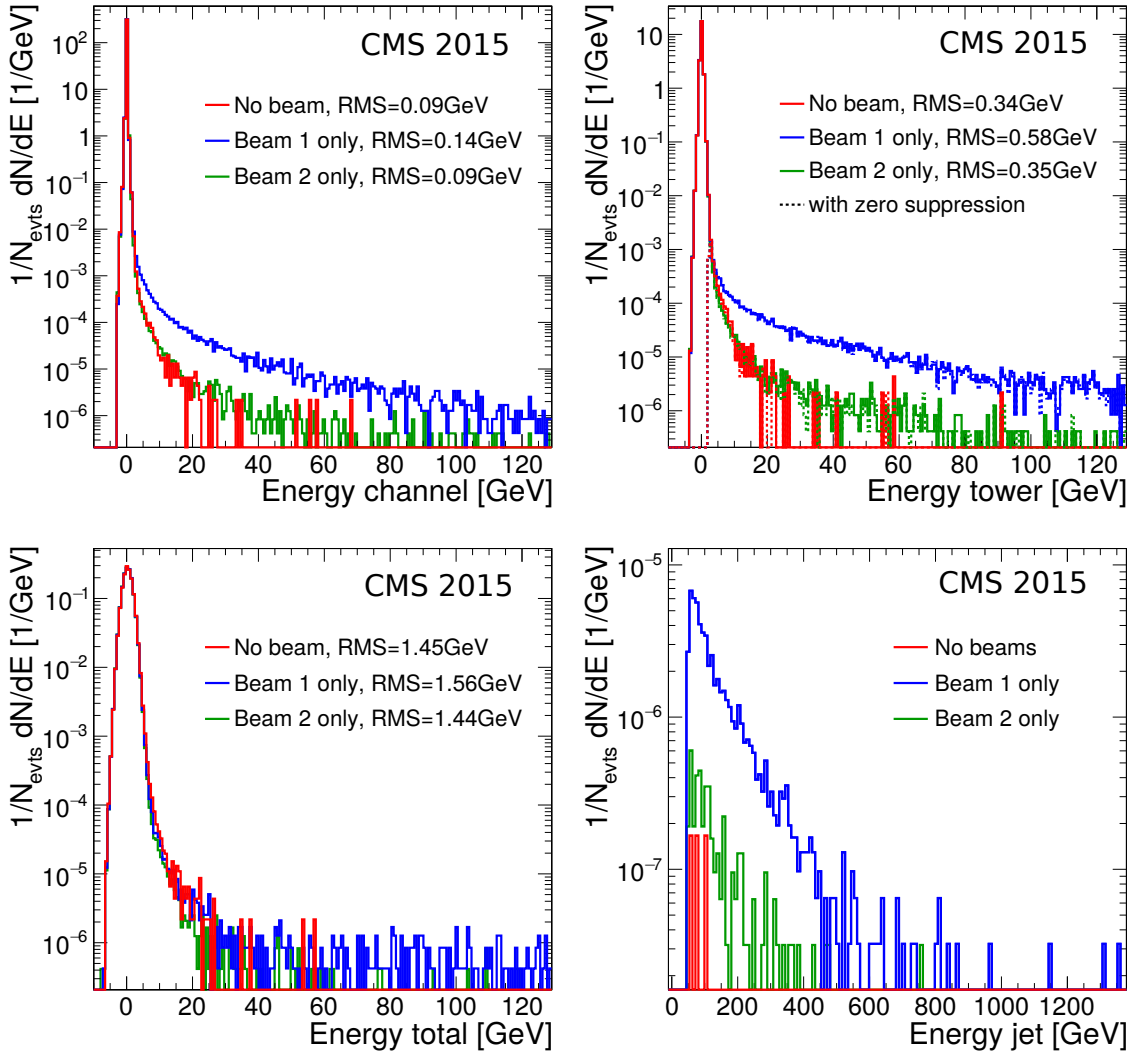 CMS 2015
1/N_evts dN/dE [1/GeV]
10²
10
1
10⁻¹
10⁻²
10⁻³
10⁻⁴
10⁻⁵
10⁻⁶
No beam, RMS=0.09GeV
Beam 1 only, RMS=0.14GeV
Beam 2 only, RMS=0.09GeV
0 20 40 60 80 100 120
Energy channel [GeV]
CMS 2015
1/N_evts dN/dE [1/GeV]
10
1
10⁻¹
10⁻²
10⁻³
10⁻⁴
10⁻⁵
10⁻⁶
No beam, RMS=0.34GeV
Beam 1 only, RMS=0.58GeV
Beam 2 only, RMS=0.35GeV
with zero suppression
0 20 40 60 80 100 120
Energy tower [GeV]
CMS 2015
1/N_evts dN/dE [1/GeV]
10⁻¹
10⁻²
10⁻³
10⁻⁴
10⁻⁵
10⁻⁶
No beam, RMS=1.45GeV
Beam 1 only, RMS=1.56GeV
Beam 2 only, RMS=1.44GeV
0 20 40 60 80 100 120
Energy total [GeV]
CMS 2015
1/N_evts dN/dE [1/GeV]
10⁻⁵
10⁻⁶
10⁻⁷
No beams
Beam 1 only
Beam 2 only
0 200 400 600 800 1000 1200
Energy jet [GeV]